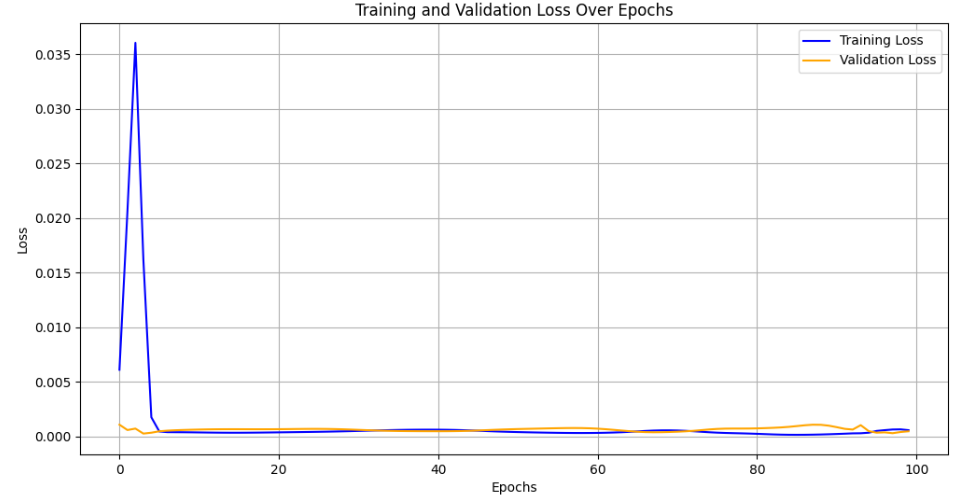 Training and Validation Loss Over Epochs
Training Loss
Validation Loss
Loss
0.035
0.030
0.025
0.020
0.015
0.010
0.005
0.000
0 20 40 60 80 100
Epochs